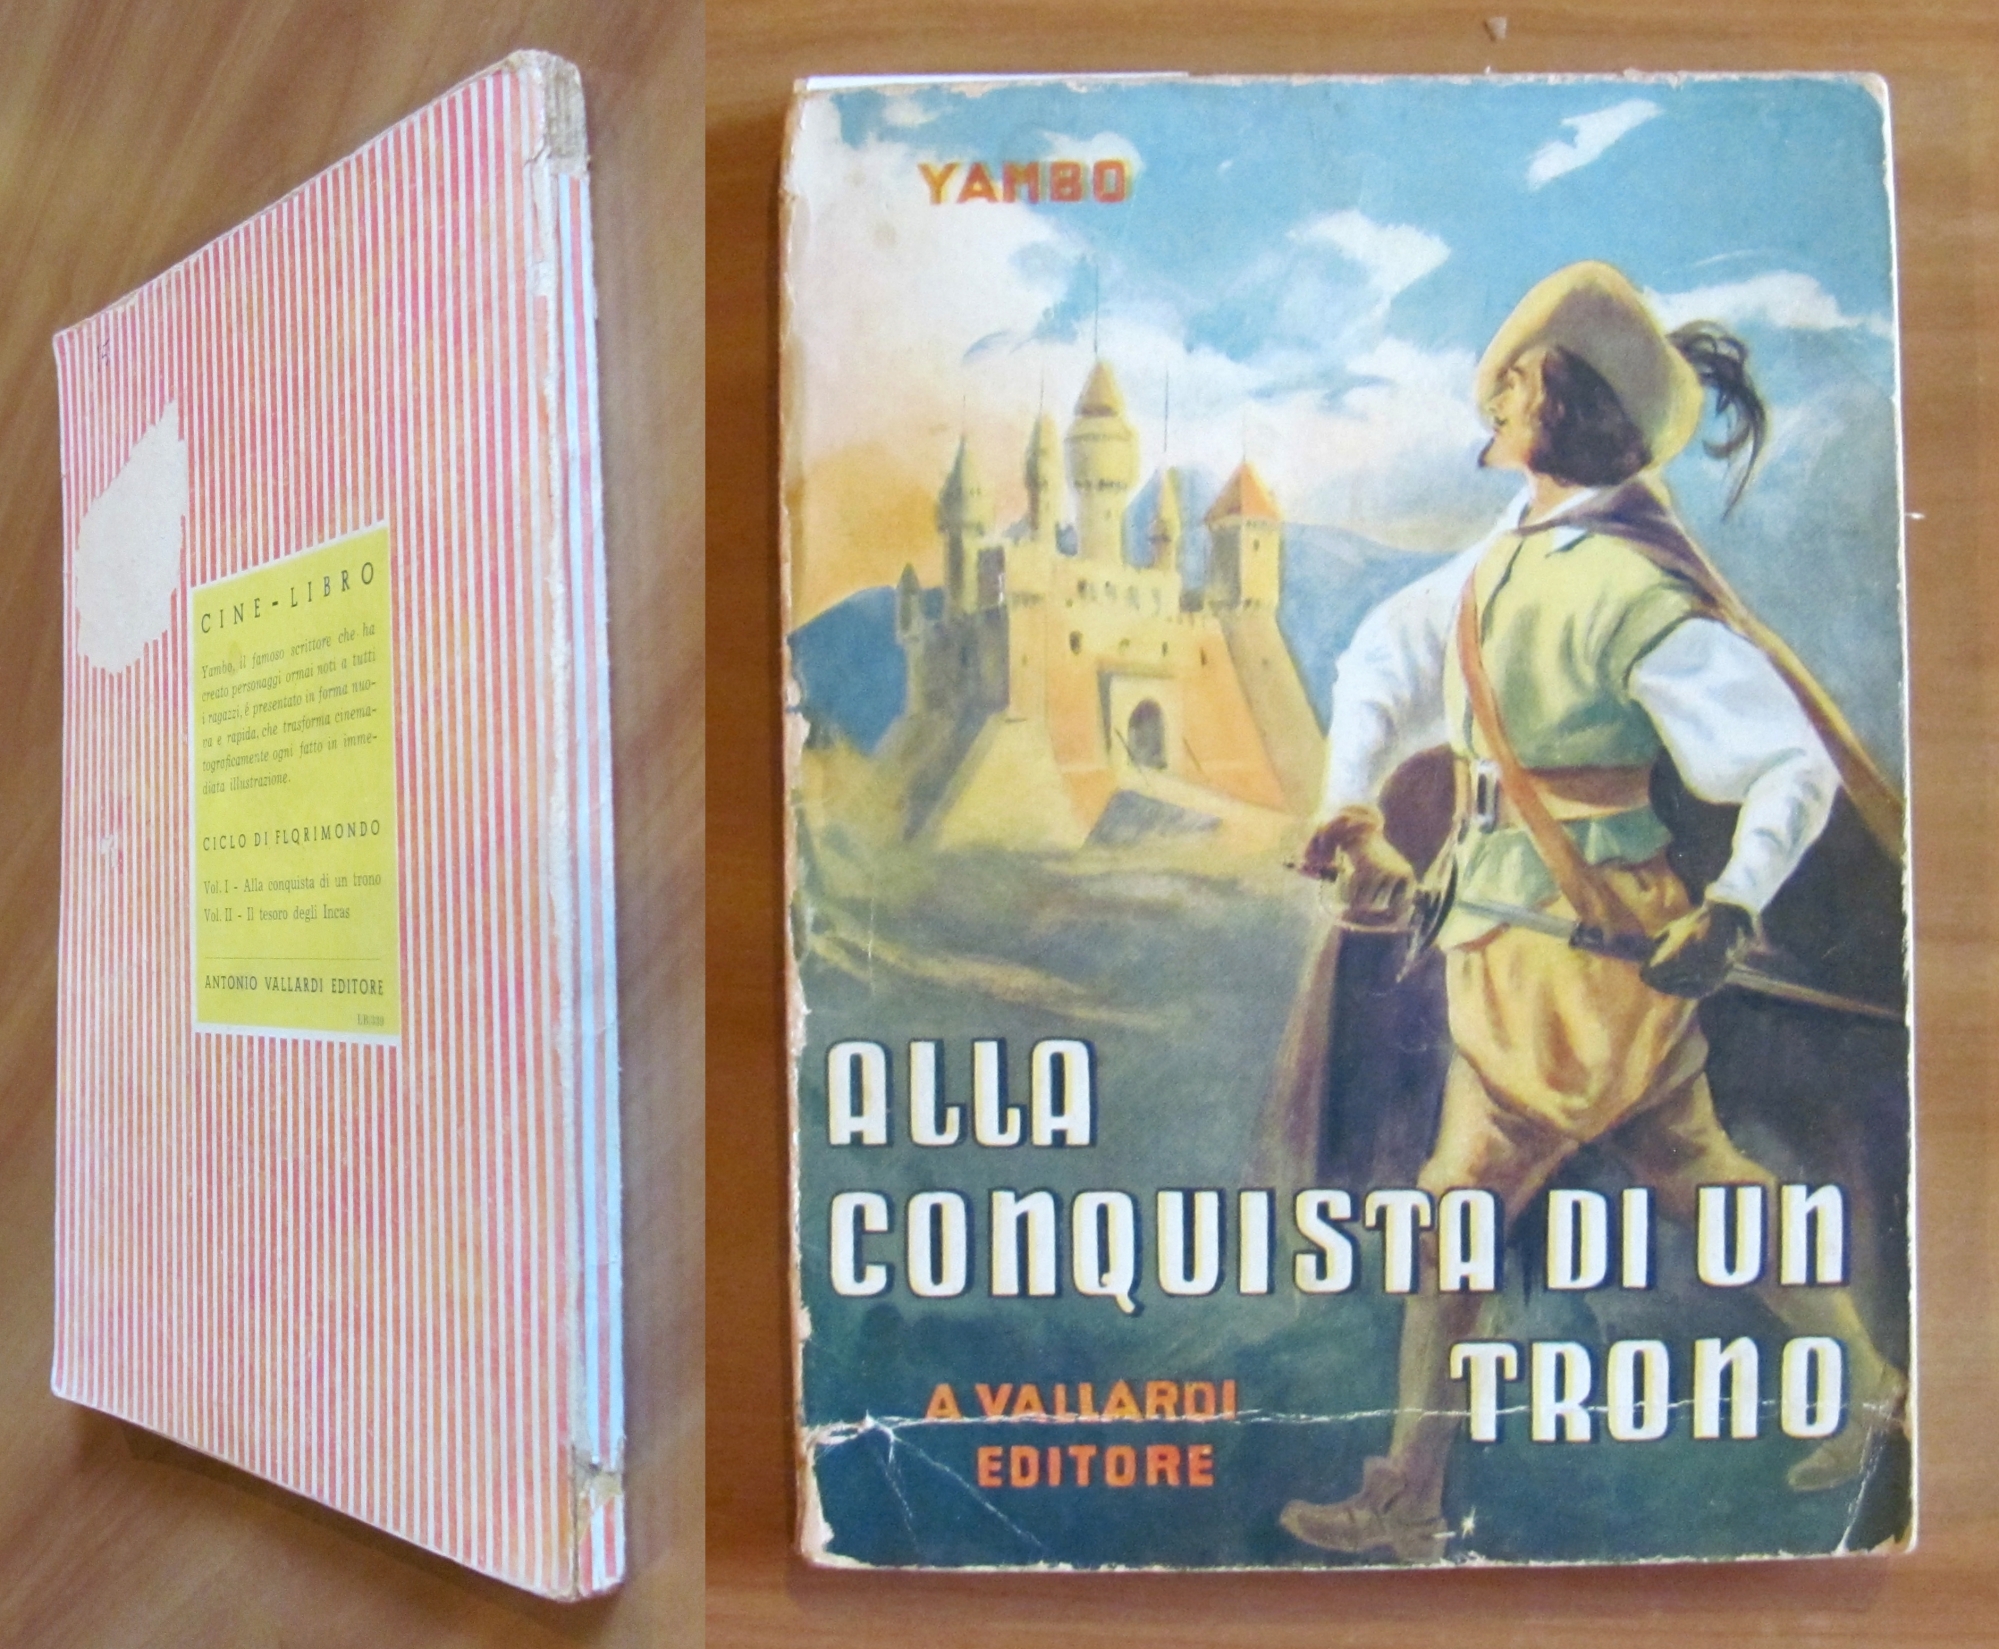 CINE-LIBRO
Yambo, il famoso scrittore che ha
creato personaggi ormai noti a tutti
i ragazzi, é presentato in forma nuo-
va e rapida, che trasforma cinema-
tograficamente ogni fatto in imme-
diata illustrazione.
CICLO DI FLORIMONDO
Vol. I - Alla conquista di un trono
Vol. II - Il tesoro degli Incas
ANTONIO VALLARDI EDITORE
YAMBO
ALLA
CONQUISTA DI UN
TRONO
A VALLARDI
EDITORE